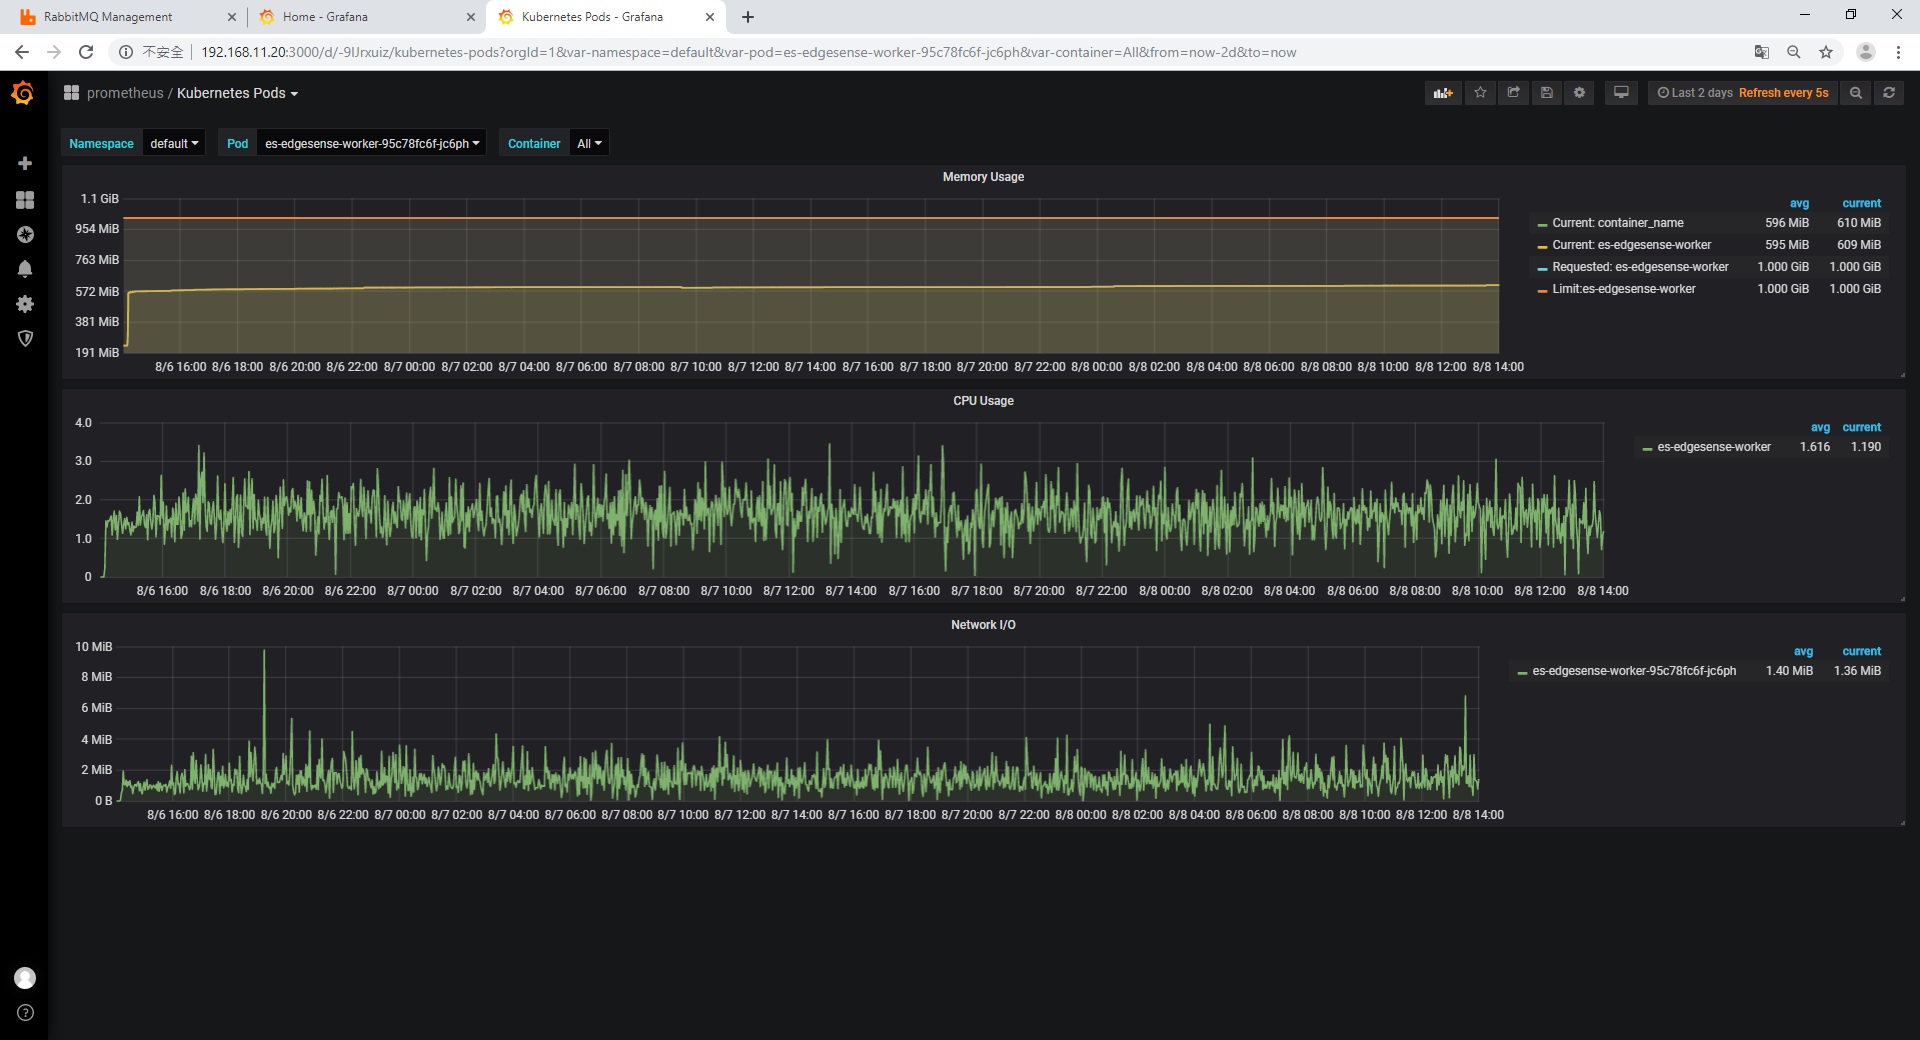 RabbitMQ Management
Home - Grafana
Kubernetes Pods - Grafana
不安全
192.168.11.20:3000/d/-9IJrxuiz/kubernetes-pods?orgId=1&var-namespace=default&var-pod=es-edgesense-worker-95c78fc6f-jc6ph&var-container=All&from=now-2d&to=now
prometheus / Kubernetes Pods
Last 2 days Refresh every 5s
Namespace default Pod es-edgesense-worker-95c78fc6f-jc6ph Container All
Memory Usage
1.1 GiB
954 MiB
763 MiB
572 MiB
381 MiB
191 MiB
8/6 16:00 8/6 18:00 8/6 20:00 8/6 22:00 8/7 00:00 8/7 02:00 8/7 04:00 8/7 06:00 8/7 08:00 8/7 10:00 8/7 12:00 8/7 14:00 8/7 16:00 8/7 18:00 8/7 20:00 8/7 22:00 8/8 00:00 8/8 02:00 8/8 04:00 8/8 06:00 8/8 08:00 8/8 10:00 8/8 12:00 8/8 14:00
avg current
Current: container_name 596 MiB 610 MiB
Current: es-edgesense-worker 595 MiB 609 MiB
Requested: es-edgesense-worker 1.000 GiB 1.000 GiB
Limit:es-edgesense-worker 1.000 GiB 1.000 GiB
CPU Usage
4.0
3.0
2.0
1.0
0
8/6 16:00 8/6 18:00 8/6 20:00 8/6 22:00 8/7 00:00 8/7 02:00 8/7 04:00 8/7 06:00 8/7 08:00 8/7 10:00 8/7 12:00 8/7 14:00 8/7 16:00 8/7 18:00 8/7 20:00 8/7 22:00 8/8 00:00 8/8 02:00 8/8 04:00 8/8 06:00 8/8 08:00 8/8 10:00 8/8 12:00 8/8 14:00
avg current
es-edgesense-worker 1.616 1.190
Network I/O
10 MiB
8 MiB
6 MiB
4 MiB
2 MiB
0 B
8/6 16:00 8/6 18:00 8/6 20:00 8/6 22:00 8/7 00:00 8/7 02:00 8/7 04:00 8/7 06:00 8/7 08:00 8/7 10:00 8/7 12:00 8/7 14:00 8/7 16:00 8/7 18:00 8/7 20:00 8/7 22:00 8/8 00:00 8/8 02:00 8/8 04:00 8/8 06:00 8/8 08:00 8/8 10:00 8/8 12:00 8/8 14:00
avg current
es-edgesense-worker-95c78fc6f-jc6ph 1.40 MiB 1.36 MiB